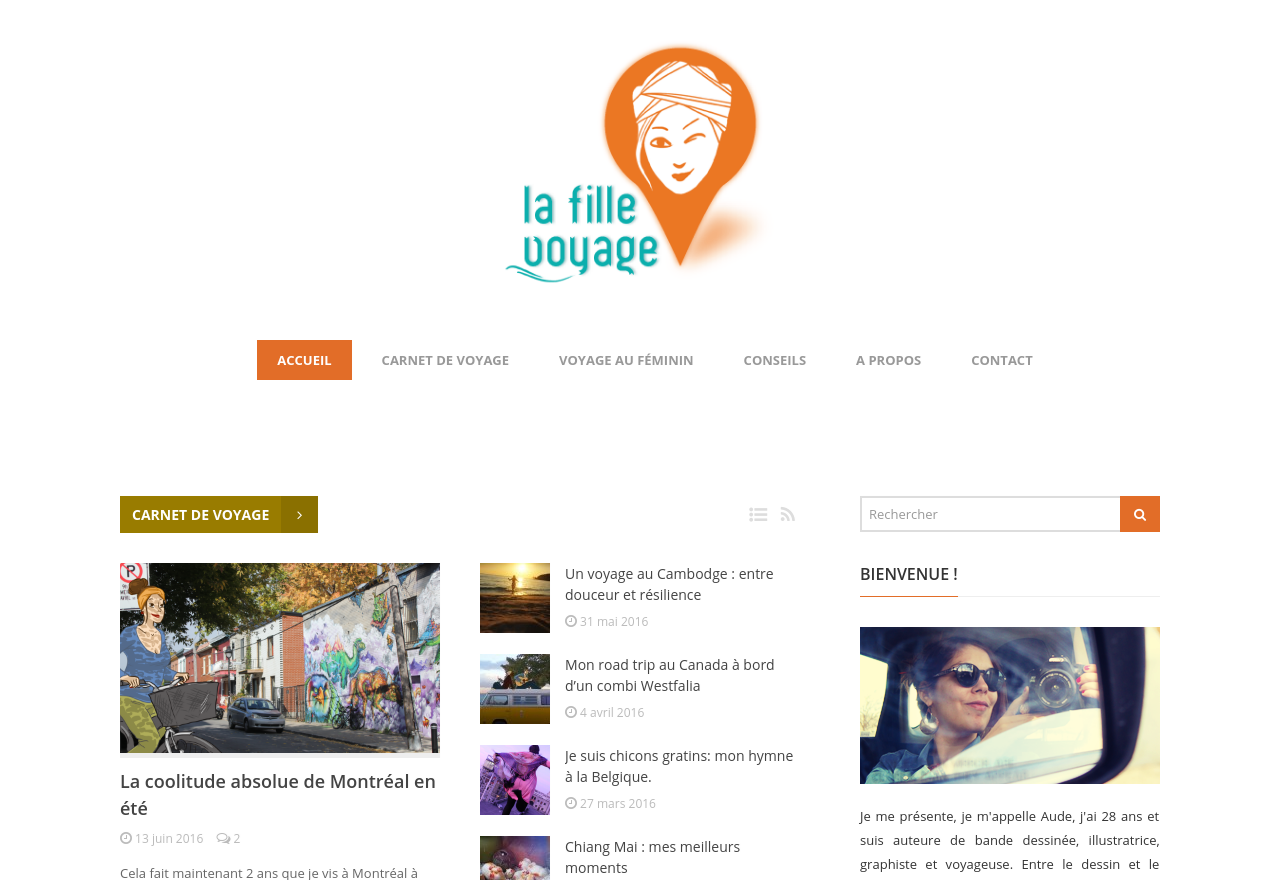 la fille
voyage
ACCUEIL
CARNET DE VOYAGE
VOYAGE AU FÉMININ
CONSEILS
A PROPOS
CONTACT
CARNET DE VOYAGE
La coolitude absolue de Montréal en
été
13 juin 2016
2
Cela fait maintenant 2 ans que je vis à Montréal à
Un voyage au Cambodge : entre
douceur et résilience
31 mai 2016
Mon road trip au Canada à bord
d’un combi Westfalia
4 avril 2016
Je suis chicons gratins: mon hymne
à la Belgique.
27 mars 2016
Chiang Mai : mes meilleurs
moments
Rechercher
BIENVENUE !
Je me présente, je m'appelle Aude, j'ai 28 ans et
suis auteure de bande dessinée, illustratrice,
graphiste et voyageuse. Entre le dessin et le